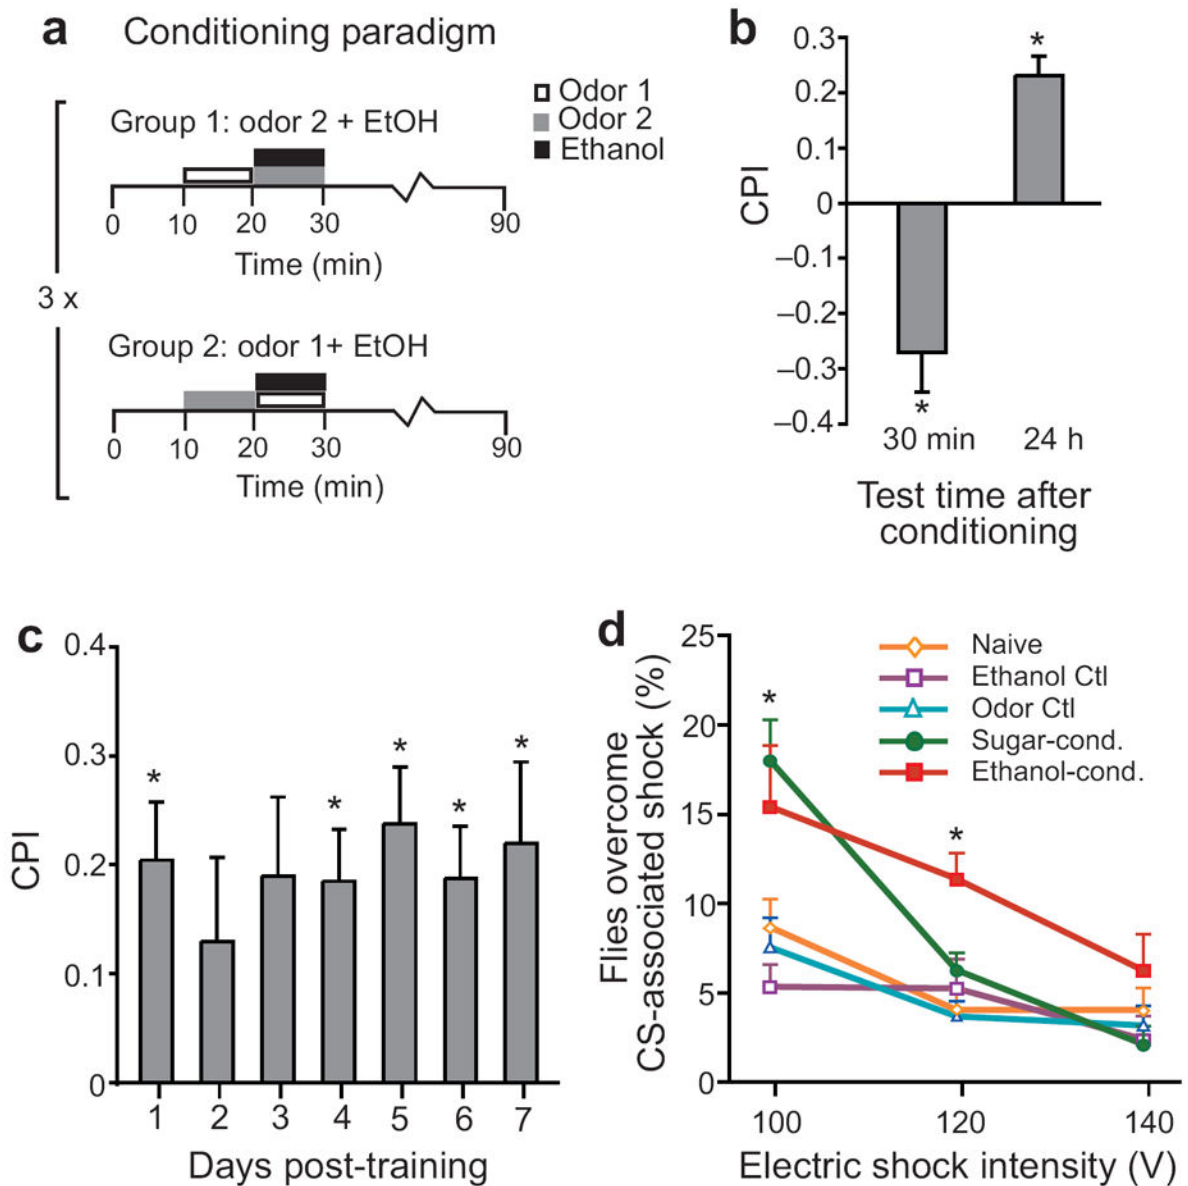 a Conditioning paradigm
Group 1: odor 2 + EtOH
Odor 1
Odor 2
Ethanol
0 10 20 30 90
Time (min)
3 x
Group 2: odor 1+ EtOH
0 10 20 30 90
Time (min)
b
CPI
0.3
*
0.2
0.1
0
–0.1
–0.2
–0.3
*
–0.4
30 min 24 h
Test time after
conditioning
c
CPI
0.4
0.3
0.2
0.1
0
* * * * *
1 2 3 4 5 6 7
Days post-training
d
Flies overcome
CS-associated shock (%)
25
20
15
10
5
0
* *
Naive
Ethanol Ctl
Odor Ctl
Sugar-cond.
Ethanol-cond.
100 120 140
Electric shock intensity (V)